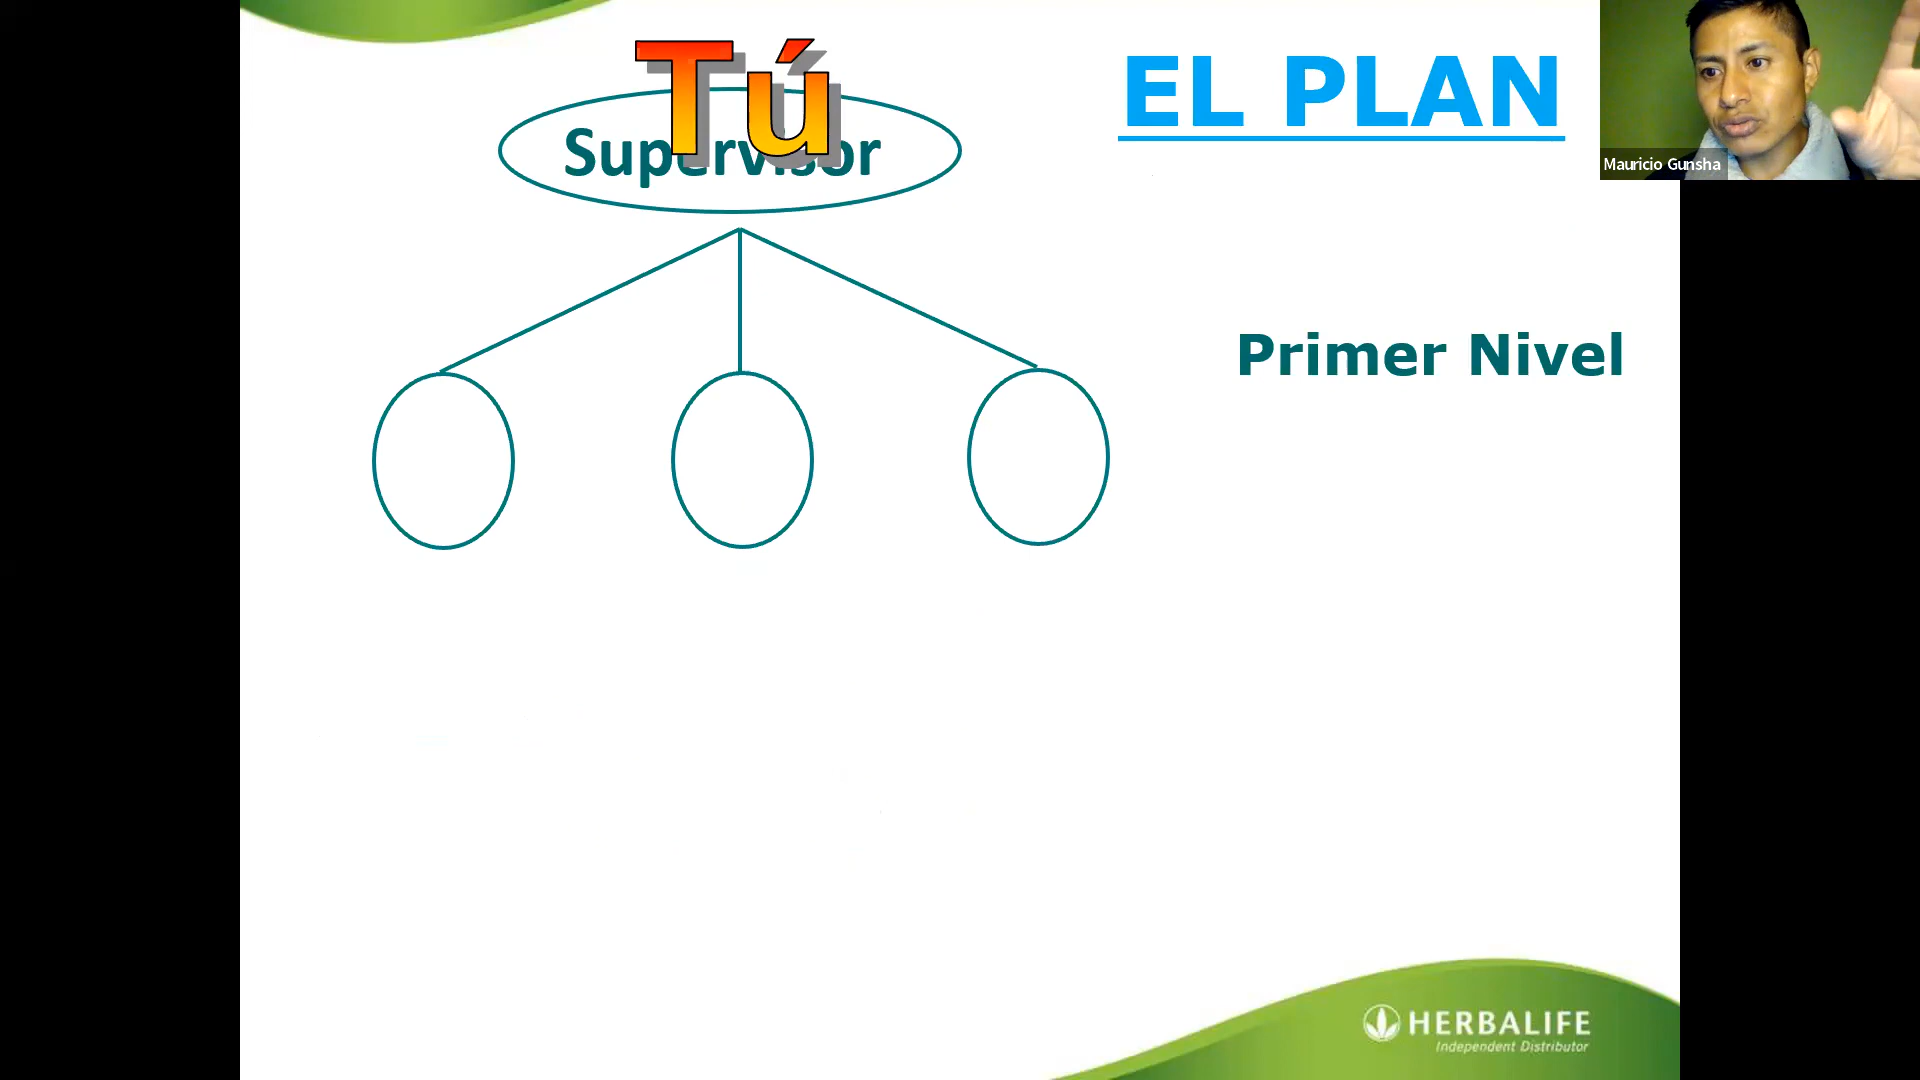 Tú
EL PLAN
Supervisor
Mauricio Gunsha
Primer Nivel
HERBALIFE
Independent Distributor